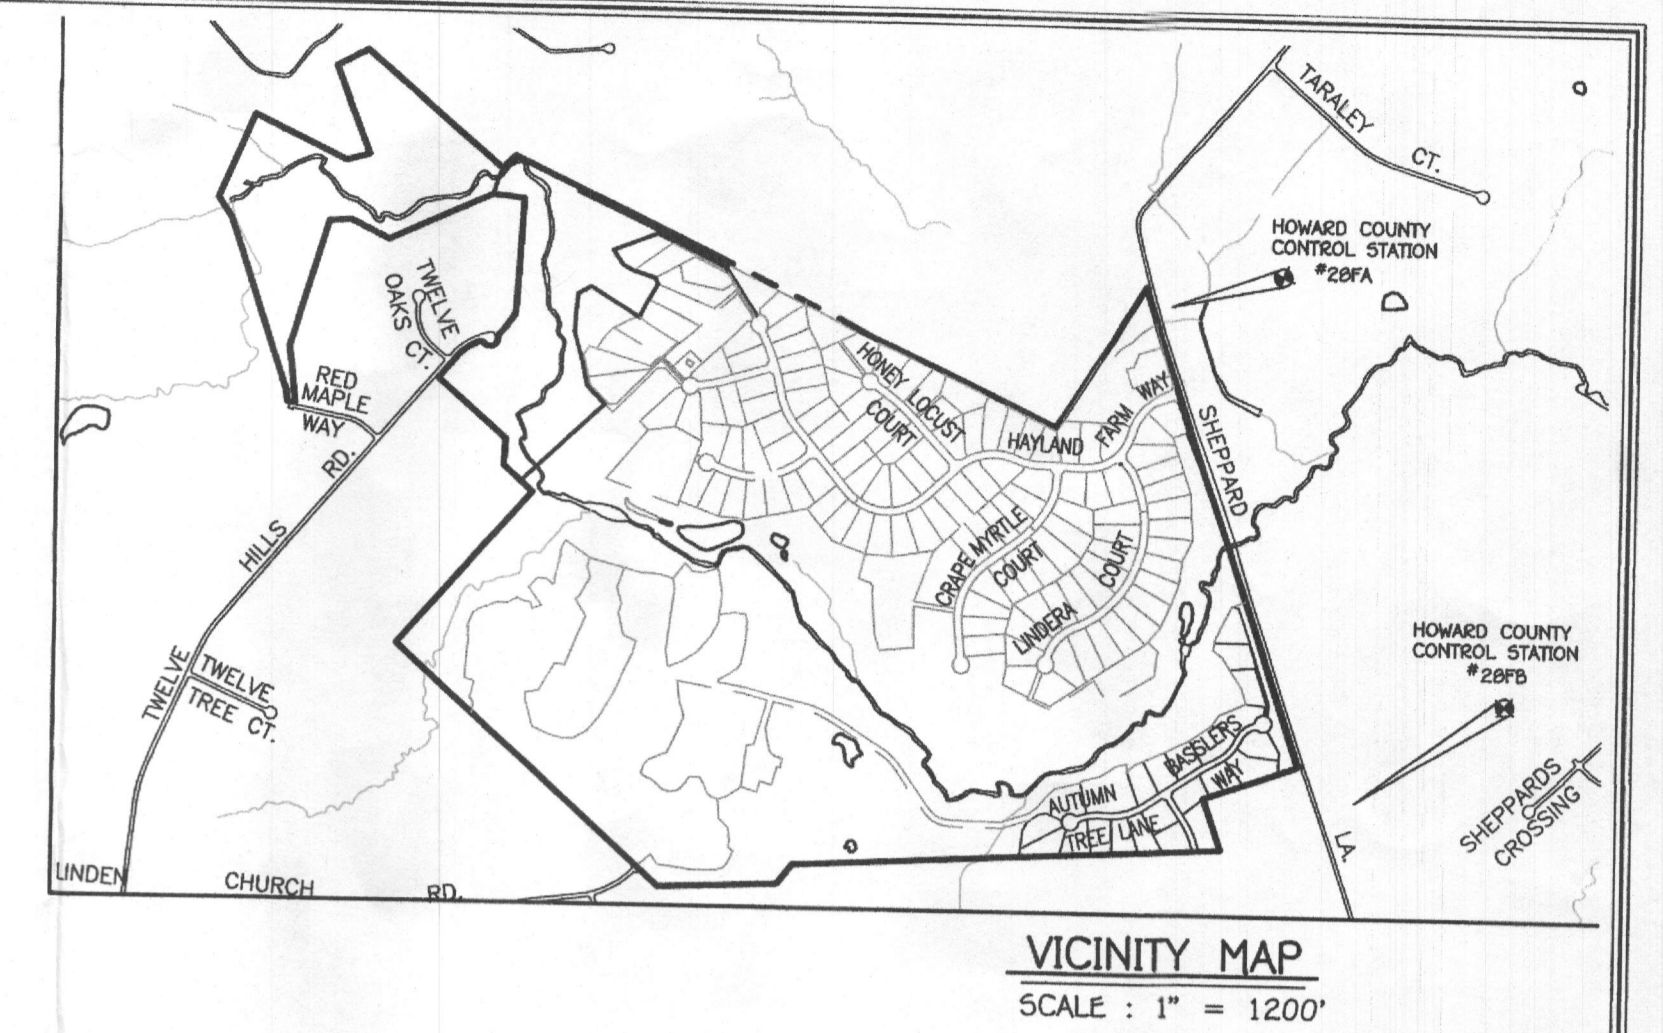 TARALEY
CT.
HOWARD COUNTY
CONTROL STATION
#28FA
TWELVE
OAKS CT.
RED
MAPLE
WAY
HONEY LOCUST
COURT
HAYLAND FARM WAY
SHEPPARD
LA.
TWELVE HILLS RD.
CRAPE MYRTLE
COURT
LINDERA COURT
HOWARD COUNTY
CONTROL STATION
#28FB
TWELVE
TREE CT.
BASSLERS
WAY
AUTUMN
TREE LANE
SHEPPARDS
CROSSING
LINDEN CHURCH RD.
VICINITY MAP
SCALE : 1" = 1200'